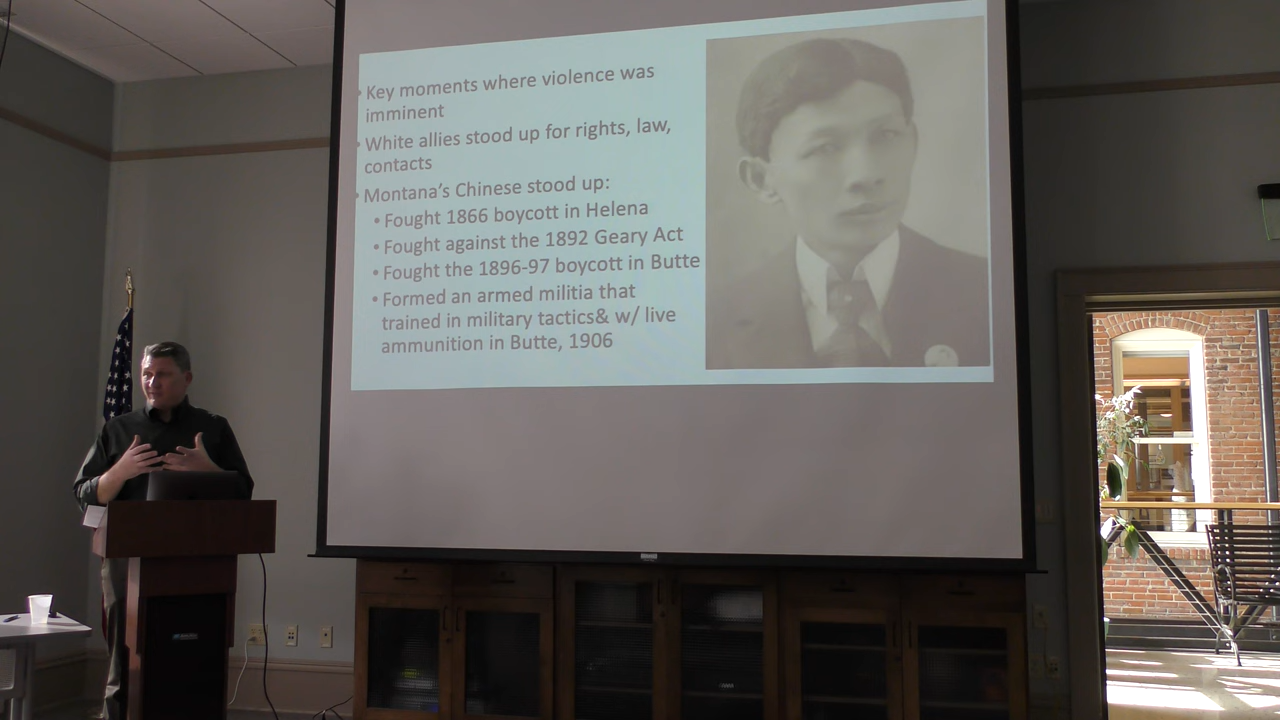 • Key moments where violence was
imminent
• White allies stood up for rights, law,
contacts
• Montana's Chinese stood up:
• Fought 1866 boycott in Helena
• Fought against the 1892 Geary Act
• Fought the 1896-97 boycott in Butte
• Formed an armed militia that
trained in military tactics& w/ live
ammunition in Butte, 1906